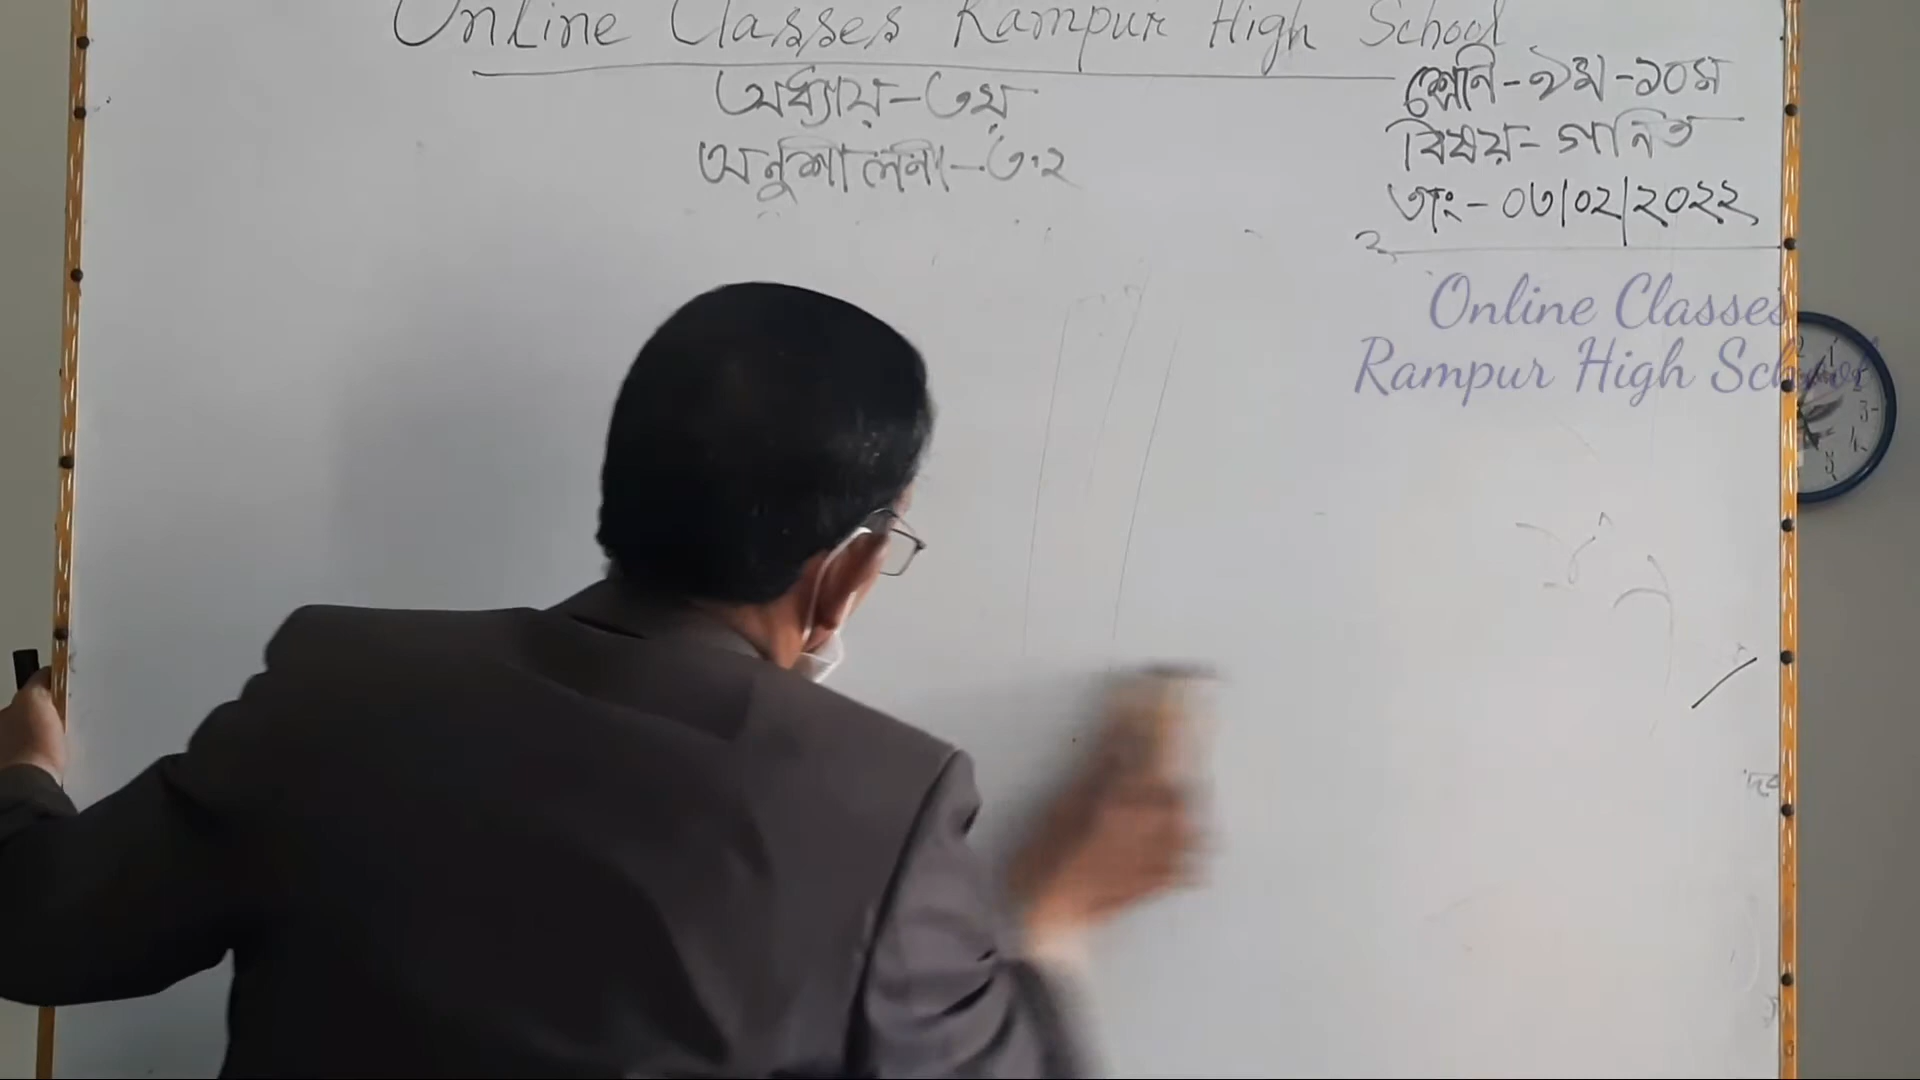 Online Classes Rampur High School
অধ্যায়-৩য়
অনুশীলনী-৩.২
শ্রেনি-৯ম-১০ম
বিষয়-গনিত
তাং-০৩/০২/২০২২
Online Classes
Rampur High School